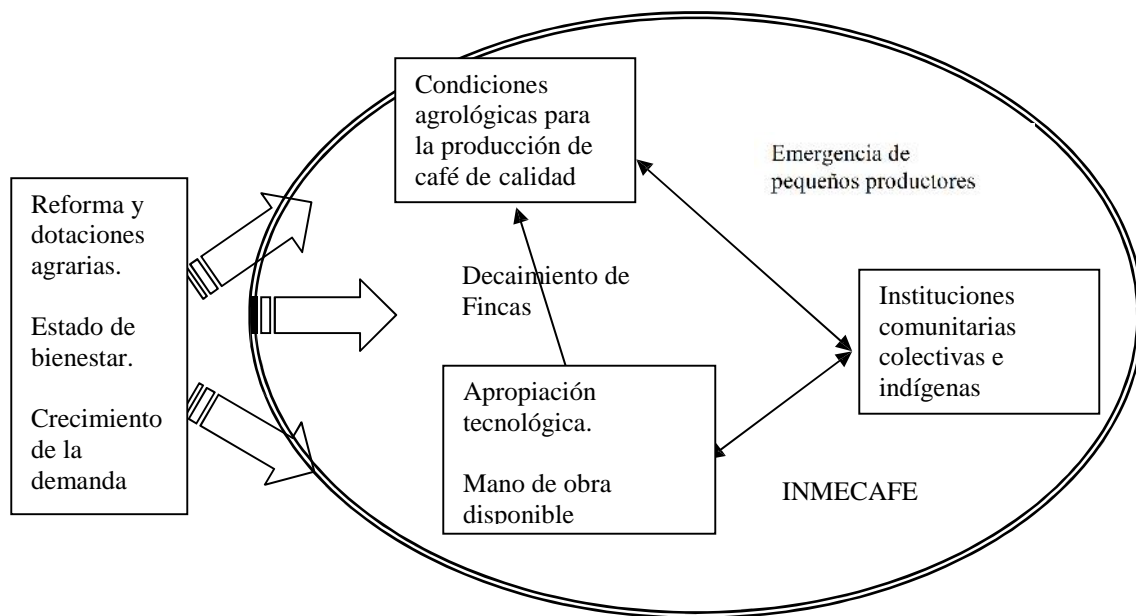 Reforma y
dotaciones
agrarias.
Estado de
bienestar.
Crecimiento
de la
demanda
Condiciones
agrológicas para
la producción de
café de calidad
Emergencia de
pequeños productores
Decaimiento de
Fincas
Instituciones
comunitarias
colectivas e
indígenas
Apropiación
tecnológica.
Mano de obra
disponible
INMECAFE